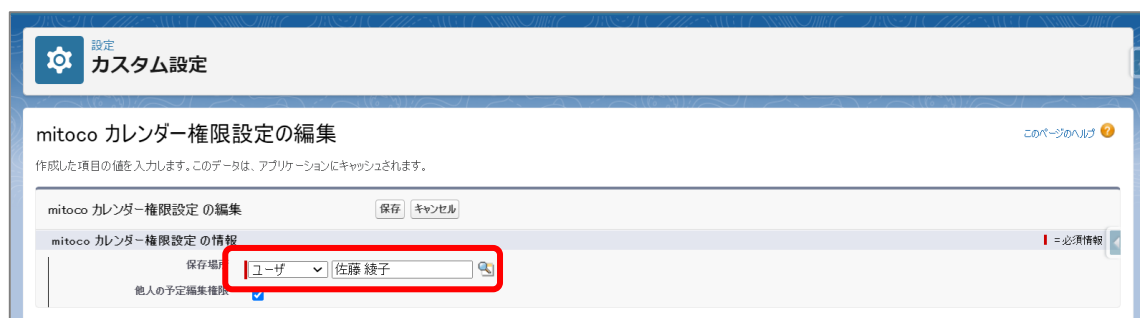 設定
カスタム設定
mitoco カレンダー権限設定の編集
このページのヘルプ
作成した項目の値を入力します。このデータは、アプリケーションにキャッシュされます。
mitoco カレンダー権限設定 の編集 保存 キャンセル
mitoco カレンダー権限設定 の情報 = 必須情報
保存場所 ユーザ 佐藤 綾子
他人の予定編集権限